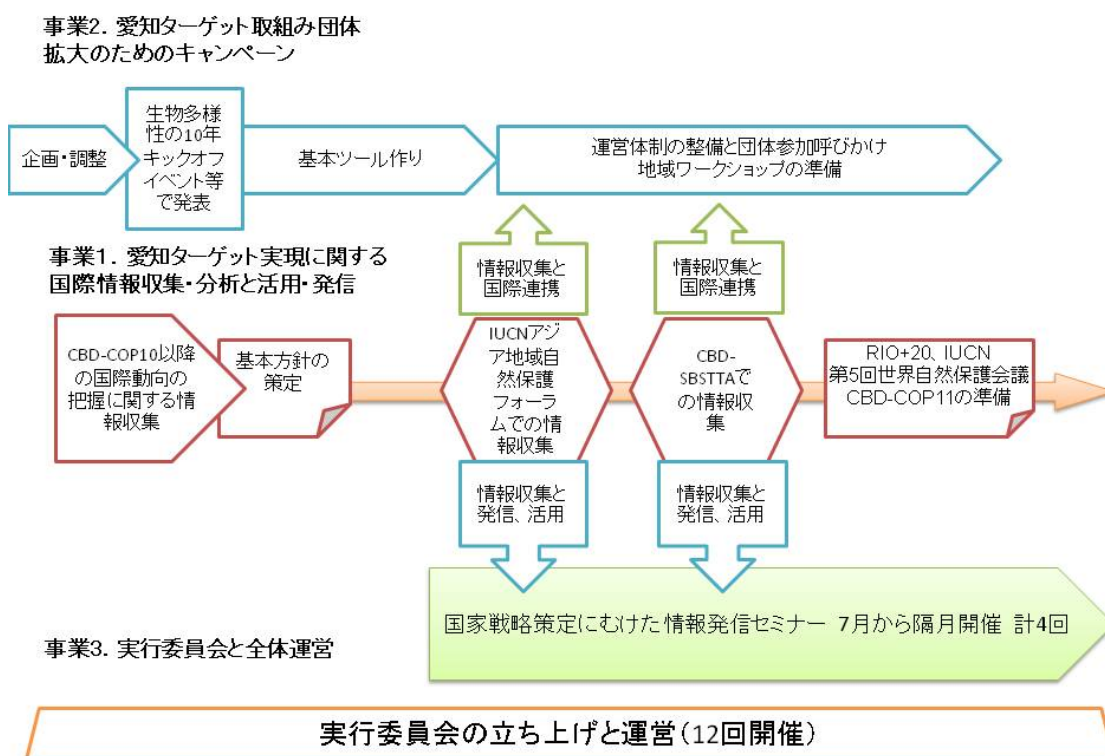 事業2. 愛知ターゲット取組み団体
拡大のためのキャンペーン
企画・調整
生物多様
性の10年
キックオフ
イベント等
で発表
基本ツール作り
運営体制の整備と団体参加呼びかけ
地域ワークショップの準備
事業1. 愛知ターゲット実現に関する
国際情報収集・分析と活用・発信
情報収集と
国際連携
情報収集と
国際連携
CBD-COP10以降
の国際動向の
把握に関する情
報収集
基本方針の
策定
IUCNアジ
ア地域自
然保護
フォーラ
ムでの情
報収集
CBD-
SBSTTAで
の情報収
集
RIO+20、IUCN
第5回世界自然保護会議
CBD-COP11の準備
情報収集と
発信、活用
情報収集と
発信、活用
国家戦略策定にむけた情報発信セミナー 7月から隔月開催 計4回
事業3. 実行委員会と全体運営
実行委員会の立ち上げと運営(12回開催)